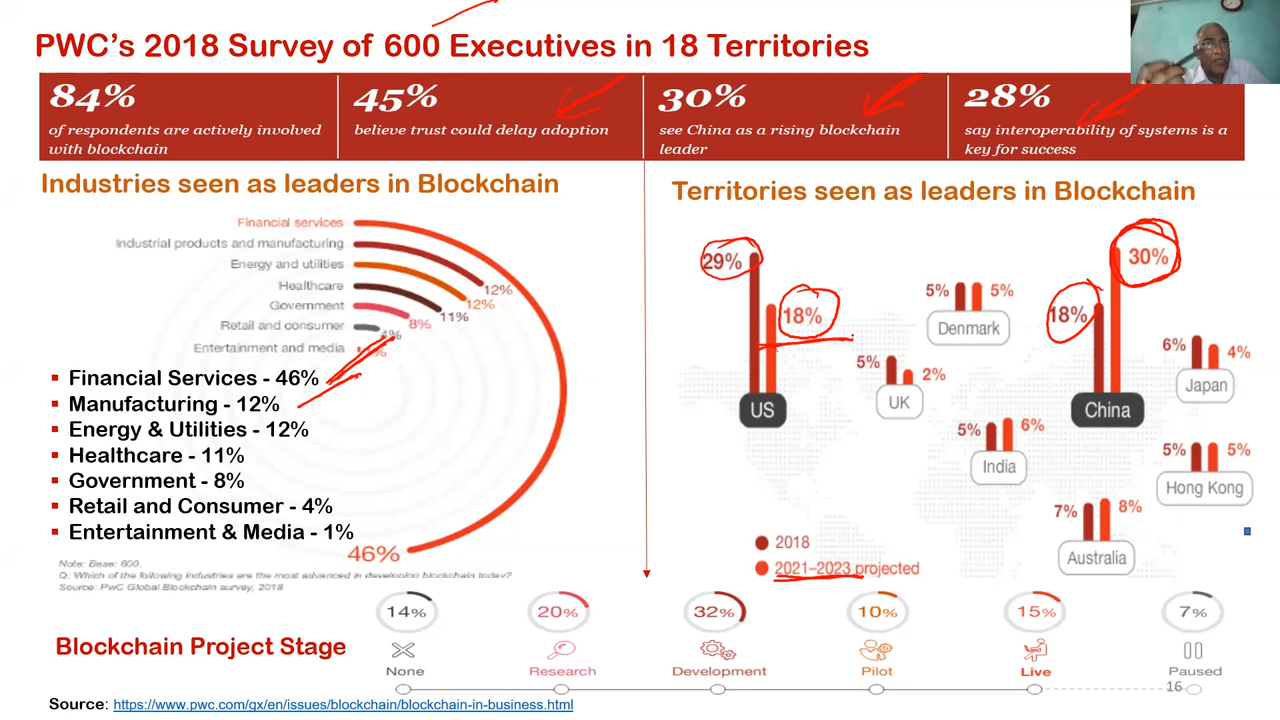 PWC's 2018 Survey of 600 Executives in 18 Territories
84%
of respondents are actively involved
with blockchain
45%
believe trust could delay adoption
30%
see China as a rising blockchain
leader
28%
say interoperability of systems is a
key for success
Industries seen as leaders in Blockchain
Financial services
Industrial products and manufacturing
Energy and utilities
Healthcare
Government
Retail and consumer
Entertainment and media
12%
12%
11%
8%
4%
46%
Financial Services - 46%
Manufacturing - 12%
Energy & Utilities - 12%
Healthcare - 11%
Government - 8%
Retail and Consumer - 4%
Entertainment & Media - 1%
Note: Base: 600.
Q: Which of the following industries are the most advanced in developing blockchain today?
Source: PwC Global Blockchain survey, 2018
Territories seen as leaders in Blockchain
29%
18%
US
5%
5%
Denmark
5%
2%
UK
5%
6%
India
18%
30%
China
6%
4%
Japan
5%
5%
Hong Kong
7%
8%
Australia
2018
2021–2023 projected
Blockchain Project Stage
14%
None
20%
Research
32%
Development
10%
Pilot
15%
Live
7%
Paused
16
Source: https://www.pwc.com/gx/en/issues/blockchain/blockchain-in-business.html